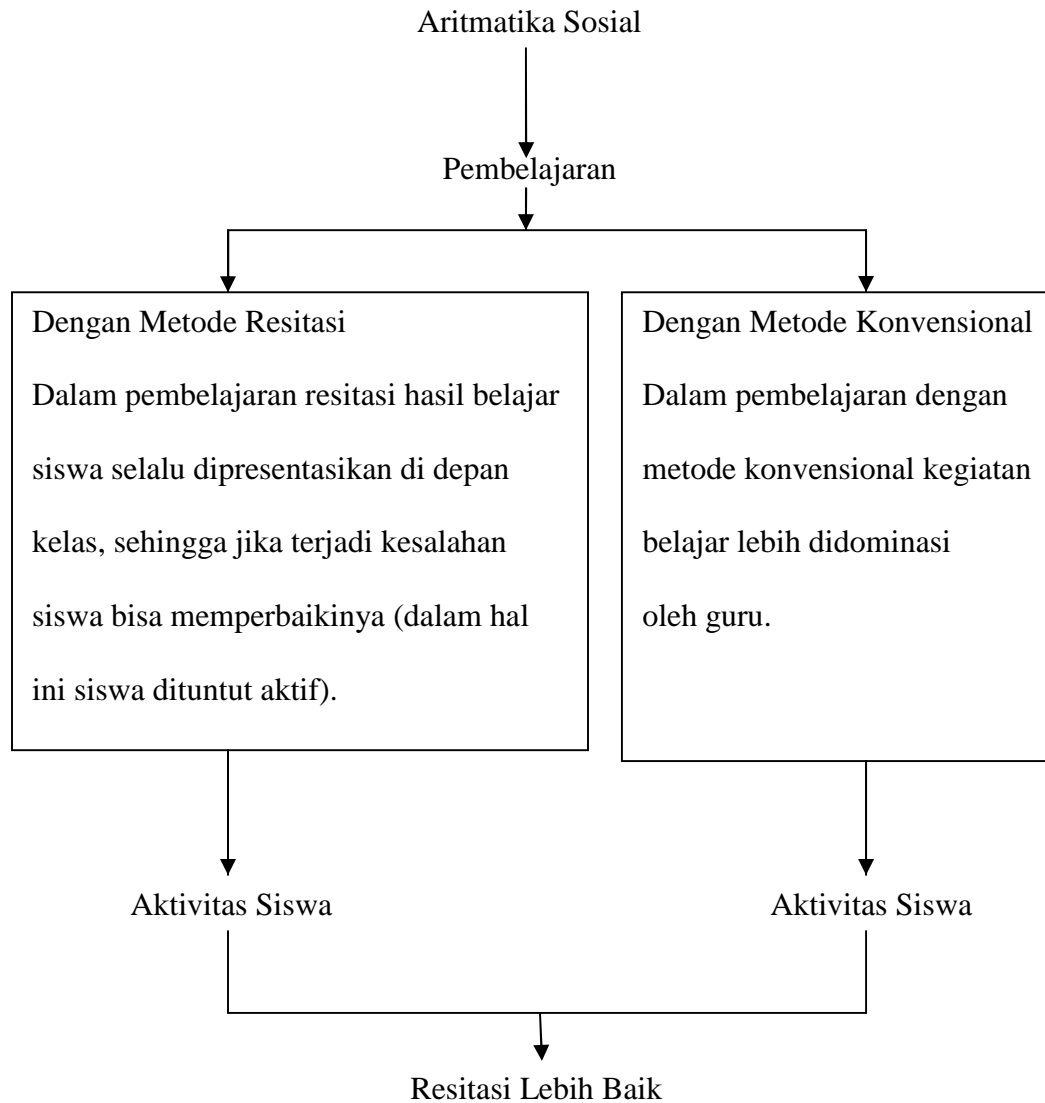 Aritmatika Sosial
Pembelajaran
Dengan Metode Resitasi
Dalam pembelajaran resitasi hasil belajar
siswa selalu dipresentasikan di depan
kelas, sehingga jika terjadi kesalahan
siswa bisa memperbaikinya (dalam hal
ini siswa dituntut aktif).
Dengan Metode Konvensional
Dalam pembelajaran dengan
metode konvensional kegiatan
belajar lebih didominasi
oleh guru.
Aktivitas Siswa
Aktivitas Siswa
Resitasi Lebih Baik